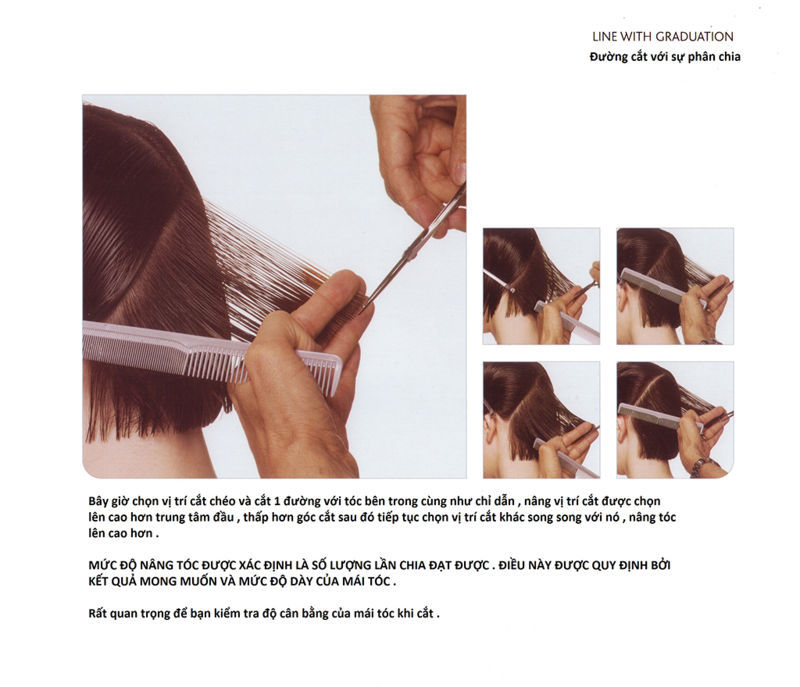 LINE WITH GRADUATION
Đường cắt với sự phân chia
Bây giờ chọn vị trí cắt chéo và cắt 1 đường với tóc bên trong cùng như chỉ dẫn , nâng vị trí cắt được chọn
lên cao hơn trung tâm đầu , thấp hơn góc cắt sau đó tiếp tục chọn vị trí cắt khác song song với nó , nâng tóc
lên cao hơn .
MỨC ĐỘ NÂNG TÓC ĐƯỢC XÁC ĐỊNH LÀ SỐ LƯỢNG LẦN CHIA ĐẠT ĐƯỢC . ĐIỀU NÀY ĐƯỢC QUY ĐỊNH BỞI
KẾT QUẢ MONG MUỐN VÀ MỨC ĐỘ DÀY CỦA MÁI TÓC .
Rất quan trọng để bạn kiểm tra độ cân bằng của mái tóc khi cắt .